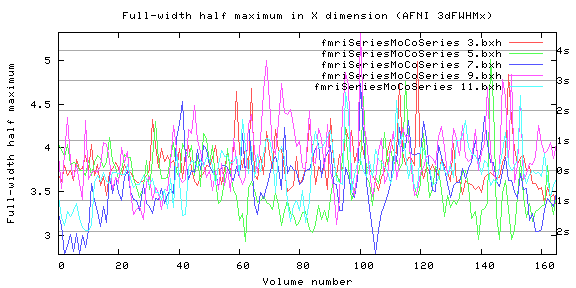 Full-width half maximum in X dimension (AFNI 3dFWHMx)
fmriSeriesMoCoSeries 3.bxh
fmriSeriesMoCoSeries 5.bxh
fmriSeriesMoCoSeries 7.bxh
fmriSeriesMoCoSeries 9.bxh
fmriSeriesMoCoSeries 11.bxh
Full-width half maximum
5
4.5
4
3.5
3
4s
3s
2s
1s
0s
1s
2s
0 20 40 60 80 100 120 140 160
Volume number